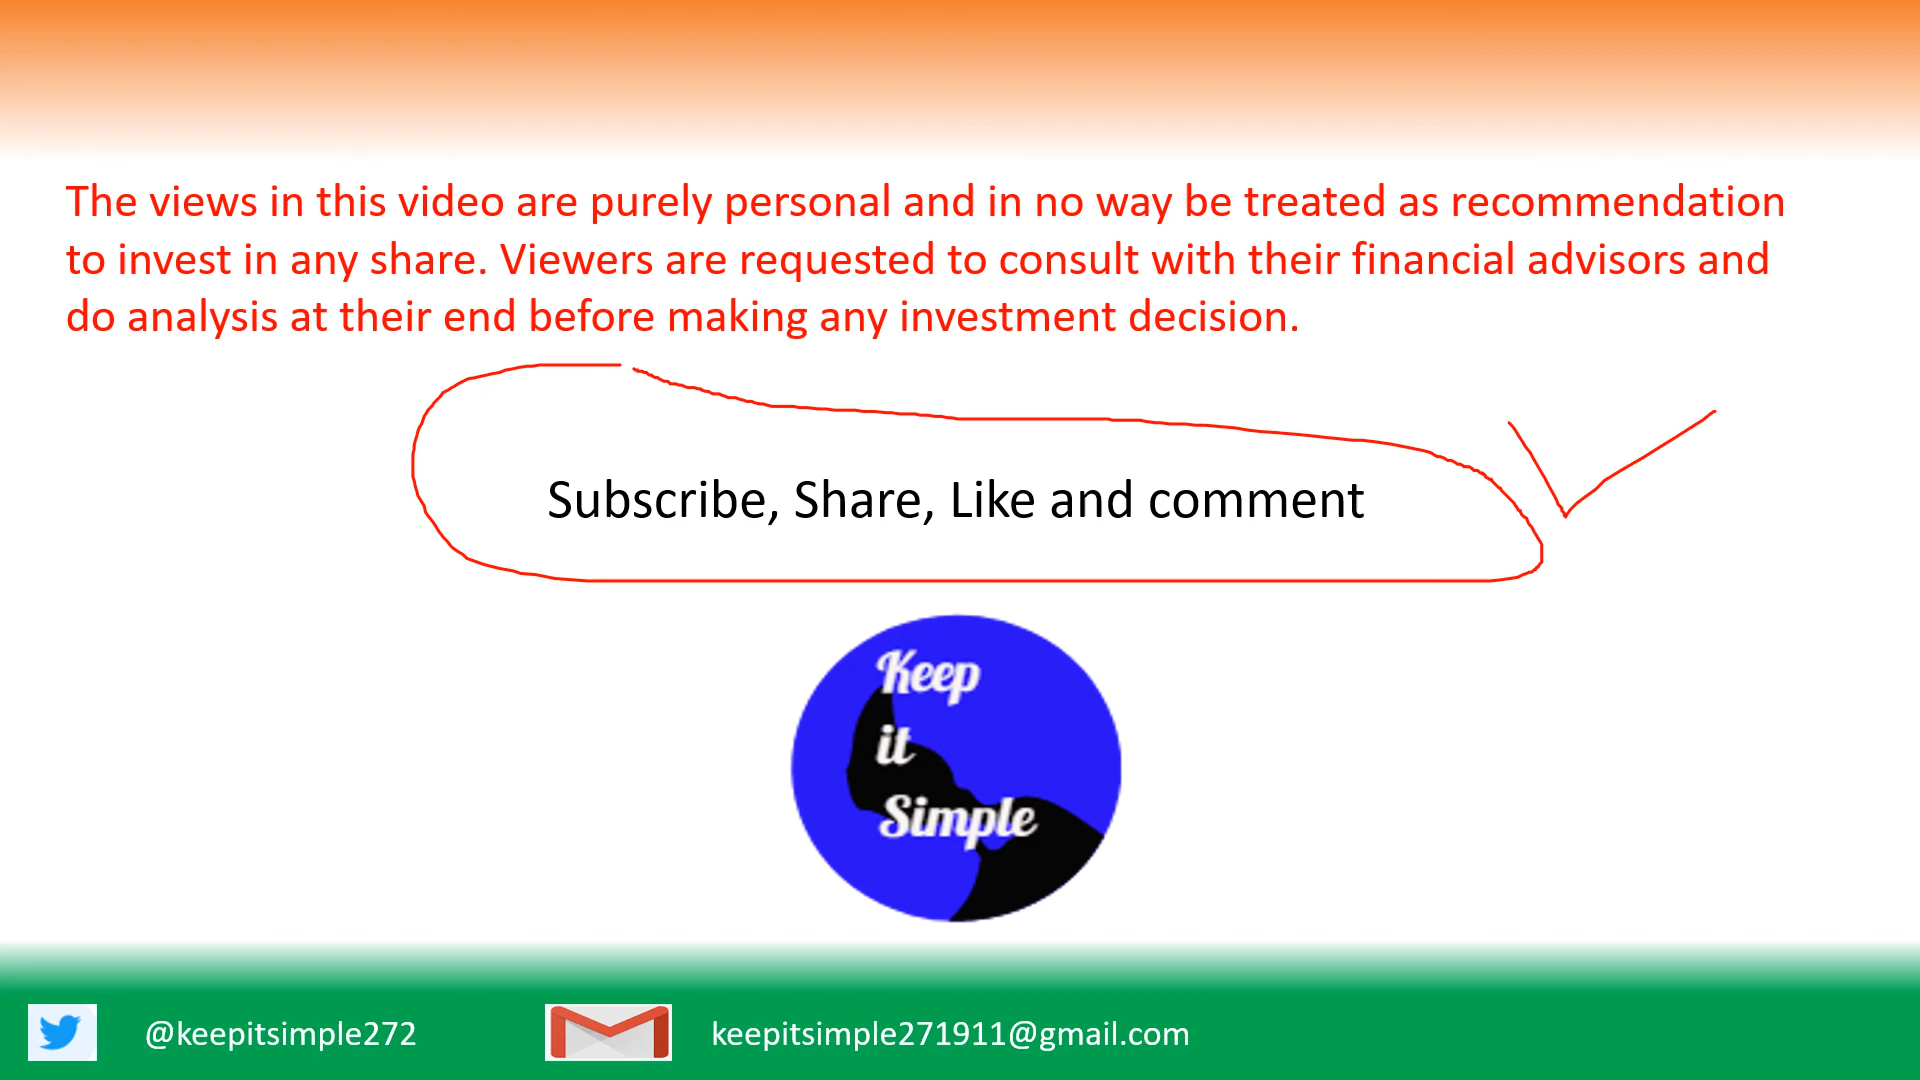 The views in this video are purely personal and in no way be treated as recommendation
to invest in any share. Viewers are requested to consult with their financial advisors and
do analysis at their end before making any investment decision.
Subscribe, Share, Like and comment
Keep
it
Simple
@keepitsimple272
keepitsimple271911@gmail.com